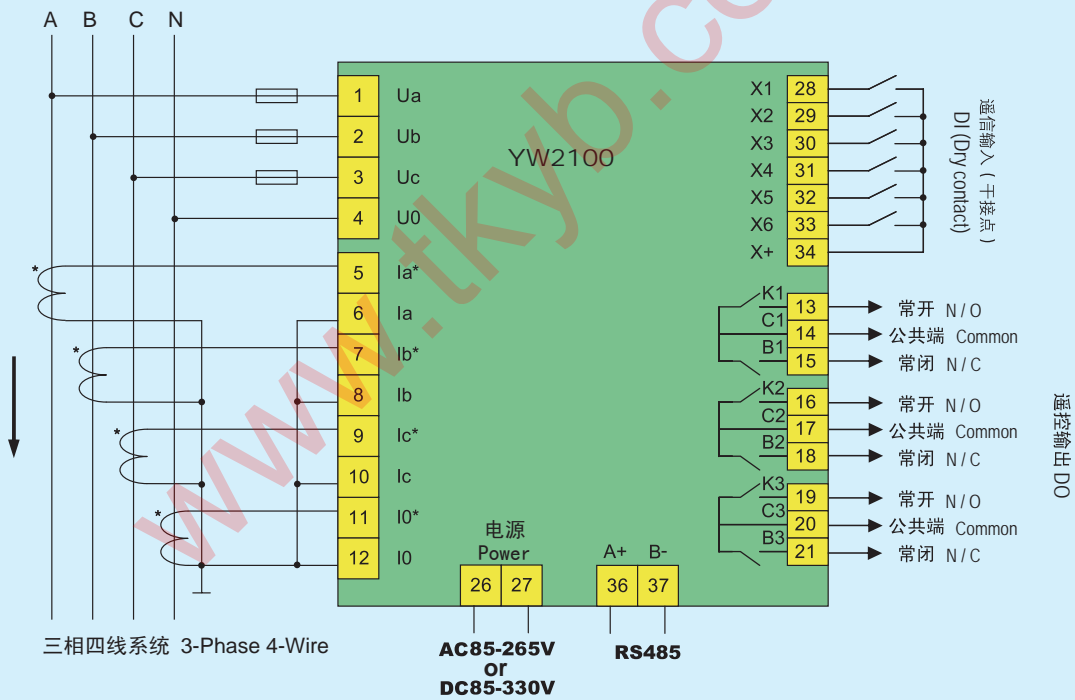 A B C N
1 Ua
2 Ub
3 Uc
4 U0
5 Ia*
6 Ia
7 Ib*
8 Ib
9 Ic*
10 Ic
11 I0*
12 I0
*
*
*
*
YW2100
X1 28
X2 29
X3 30
X4 31
X5 32
X6 33
X+ 34
遥信输入(干接点)
DI (Dry contact)
K1 13 常开 N/O
C1 14 公共端 Common
B1 15 常闭 N/C
K2 16 常开 N/O
C2 17 公共端 Common
B2 18 常闭 N/C
K3 19 常开 N/O
C3 20 公共端 Common
B3 21 常闭 N/C
遥控输出 DO
电源
Power
26 27
A+ B-
36 37
AC85-265V
or
DC85-330V
RS485
三相四线系统 3-Phase 4-Wire
www.tkyb.co